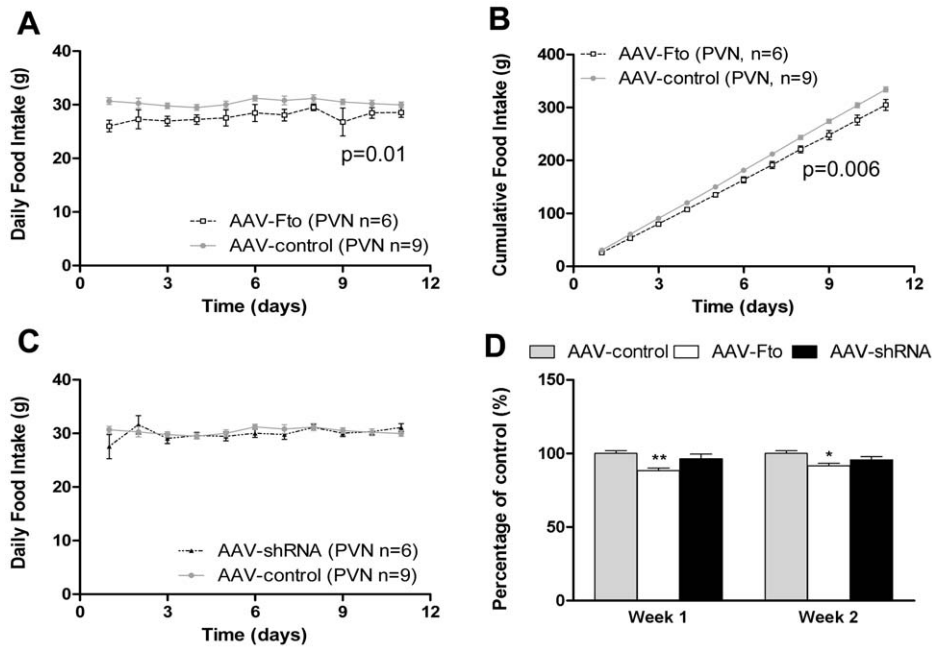 A
Daily Food Intake (g)
40
30
20
10
0
p=0.01
AAV-Fto (PVN n=6)
AAV-control (PVN n=9)
0
3
6
9
12
Time (days)
B
Cumulative Food Intake (g)
400
300
200
100
0
AAV-Fto (PVN, n=6)
AAV-control (PVN, n=9)
p=0.006
0
3
6
9
12
Time (days)
C
Daily Food Intake (g)
40
30
20
10
0
AAV-shRNA (PVN n=6)
AAV-control (PVN n=9)
0
3
6
9
12
Time (days)
D
AAV-control
AAV-Fto
AAV-shRNA
Percentage of control (%)
150
100
50
0
**
*
Week 1
Week 2